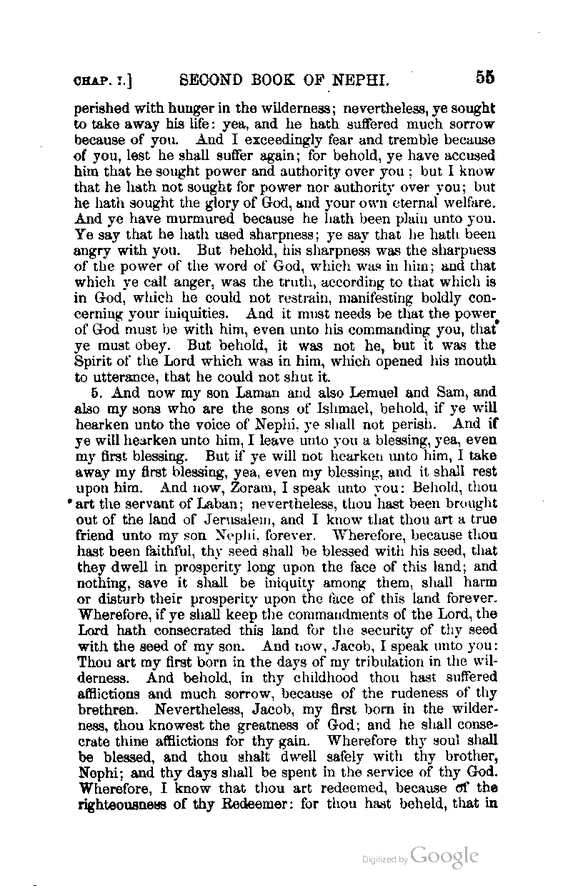 CHAP. I.] SECOND BOOK OF NEPHI. 55
perished with hunger in the wilderness; nevertheless, ye sought
to take away his life: yea, and he hath suffered much sorrow
because of you. And I exceedingly fear and tremble because
of you, lest he shall suffer again; for behold, ye have accused
him that he sought power and authority over you; but I know
that he hath not sought for power nor authority over you; but
he hath sought the glory of God, and your own eternal welfare.
And ye have murmured because he hath been plain unto you.
Ye say that he hath used sharpness; ye say that he hath been
angry with you. But behold, his sharpness was the sharpness
of the power of the word of God, which was in him; and that
which ye call anger, was the truth, according to that which is
in God, which he could not restrain, manifesting boldly con-
cerning your iniquities. And it must needs be that the power
of God must be with him, even unto his commanding you, that
ye must obey. But behold, it was not he, but it was the
Spirit of the Lord which was in him, which opened his mouth
to utterance, that he could not shut it.
5. And now my son Laman and also Lemuel and Sam, and
also my sons who are the sons of Ishmael, behold, if ye will
hearken unto the voice of Nephi, ye shall not perish. And if
ye will hearken unto him, I leave unto you a blessing, yea, even
my first blessing. But if ye will not hearken unto him, I take
away my first blessing, yea, even my blessing, and it shall rest
upon him. And now, Zoram, I speak unto you: Behold, thou
art the servant of Laban; nevertheless, thou hast been brought
out of the land of Jerusalem, and I know that thou art a true
friend unto my son Nephi, forever. Wherefore, because thou
hast been faithful, thy seed shall be blessed with his seed, that
they dwell in prosperity long upon the face of this land; and
nothing, save it shall be iniquity among them, shall harm
or disturb their prosperity upon the face of this land forever.
Wherefore, if ye shall keep the commandments of the Lord, the
Lord hath consecrated this land for the security of thy seed
with the seed of my son. And now, Jacob, I speak unto you:
Thou art my first born in the days of my tribulation in the wil-
derness. And behold, in thy childhood thou hast suffered
afflictions and much sorrow, because of the rudeness of thy
brethren. Nevertheless, Jacob, my first born in the wilder-
ness, thou knowest the greatness of God; and he shall conse-
crate thine afflictions for thy gain. Wherefore thy soul shall
be blessed, and thou shalt dwell safely with thy brother,
Nephi; and thy days shall be spent in the service of thy God.
Wherefore, I know that thou art redeemed, because of the
righteousness of thy Redeemer: for thou hast beheld, that in
Digitized by Google